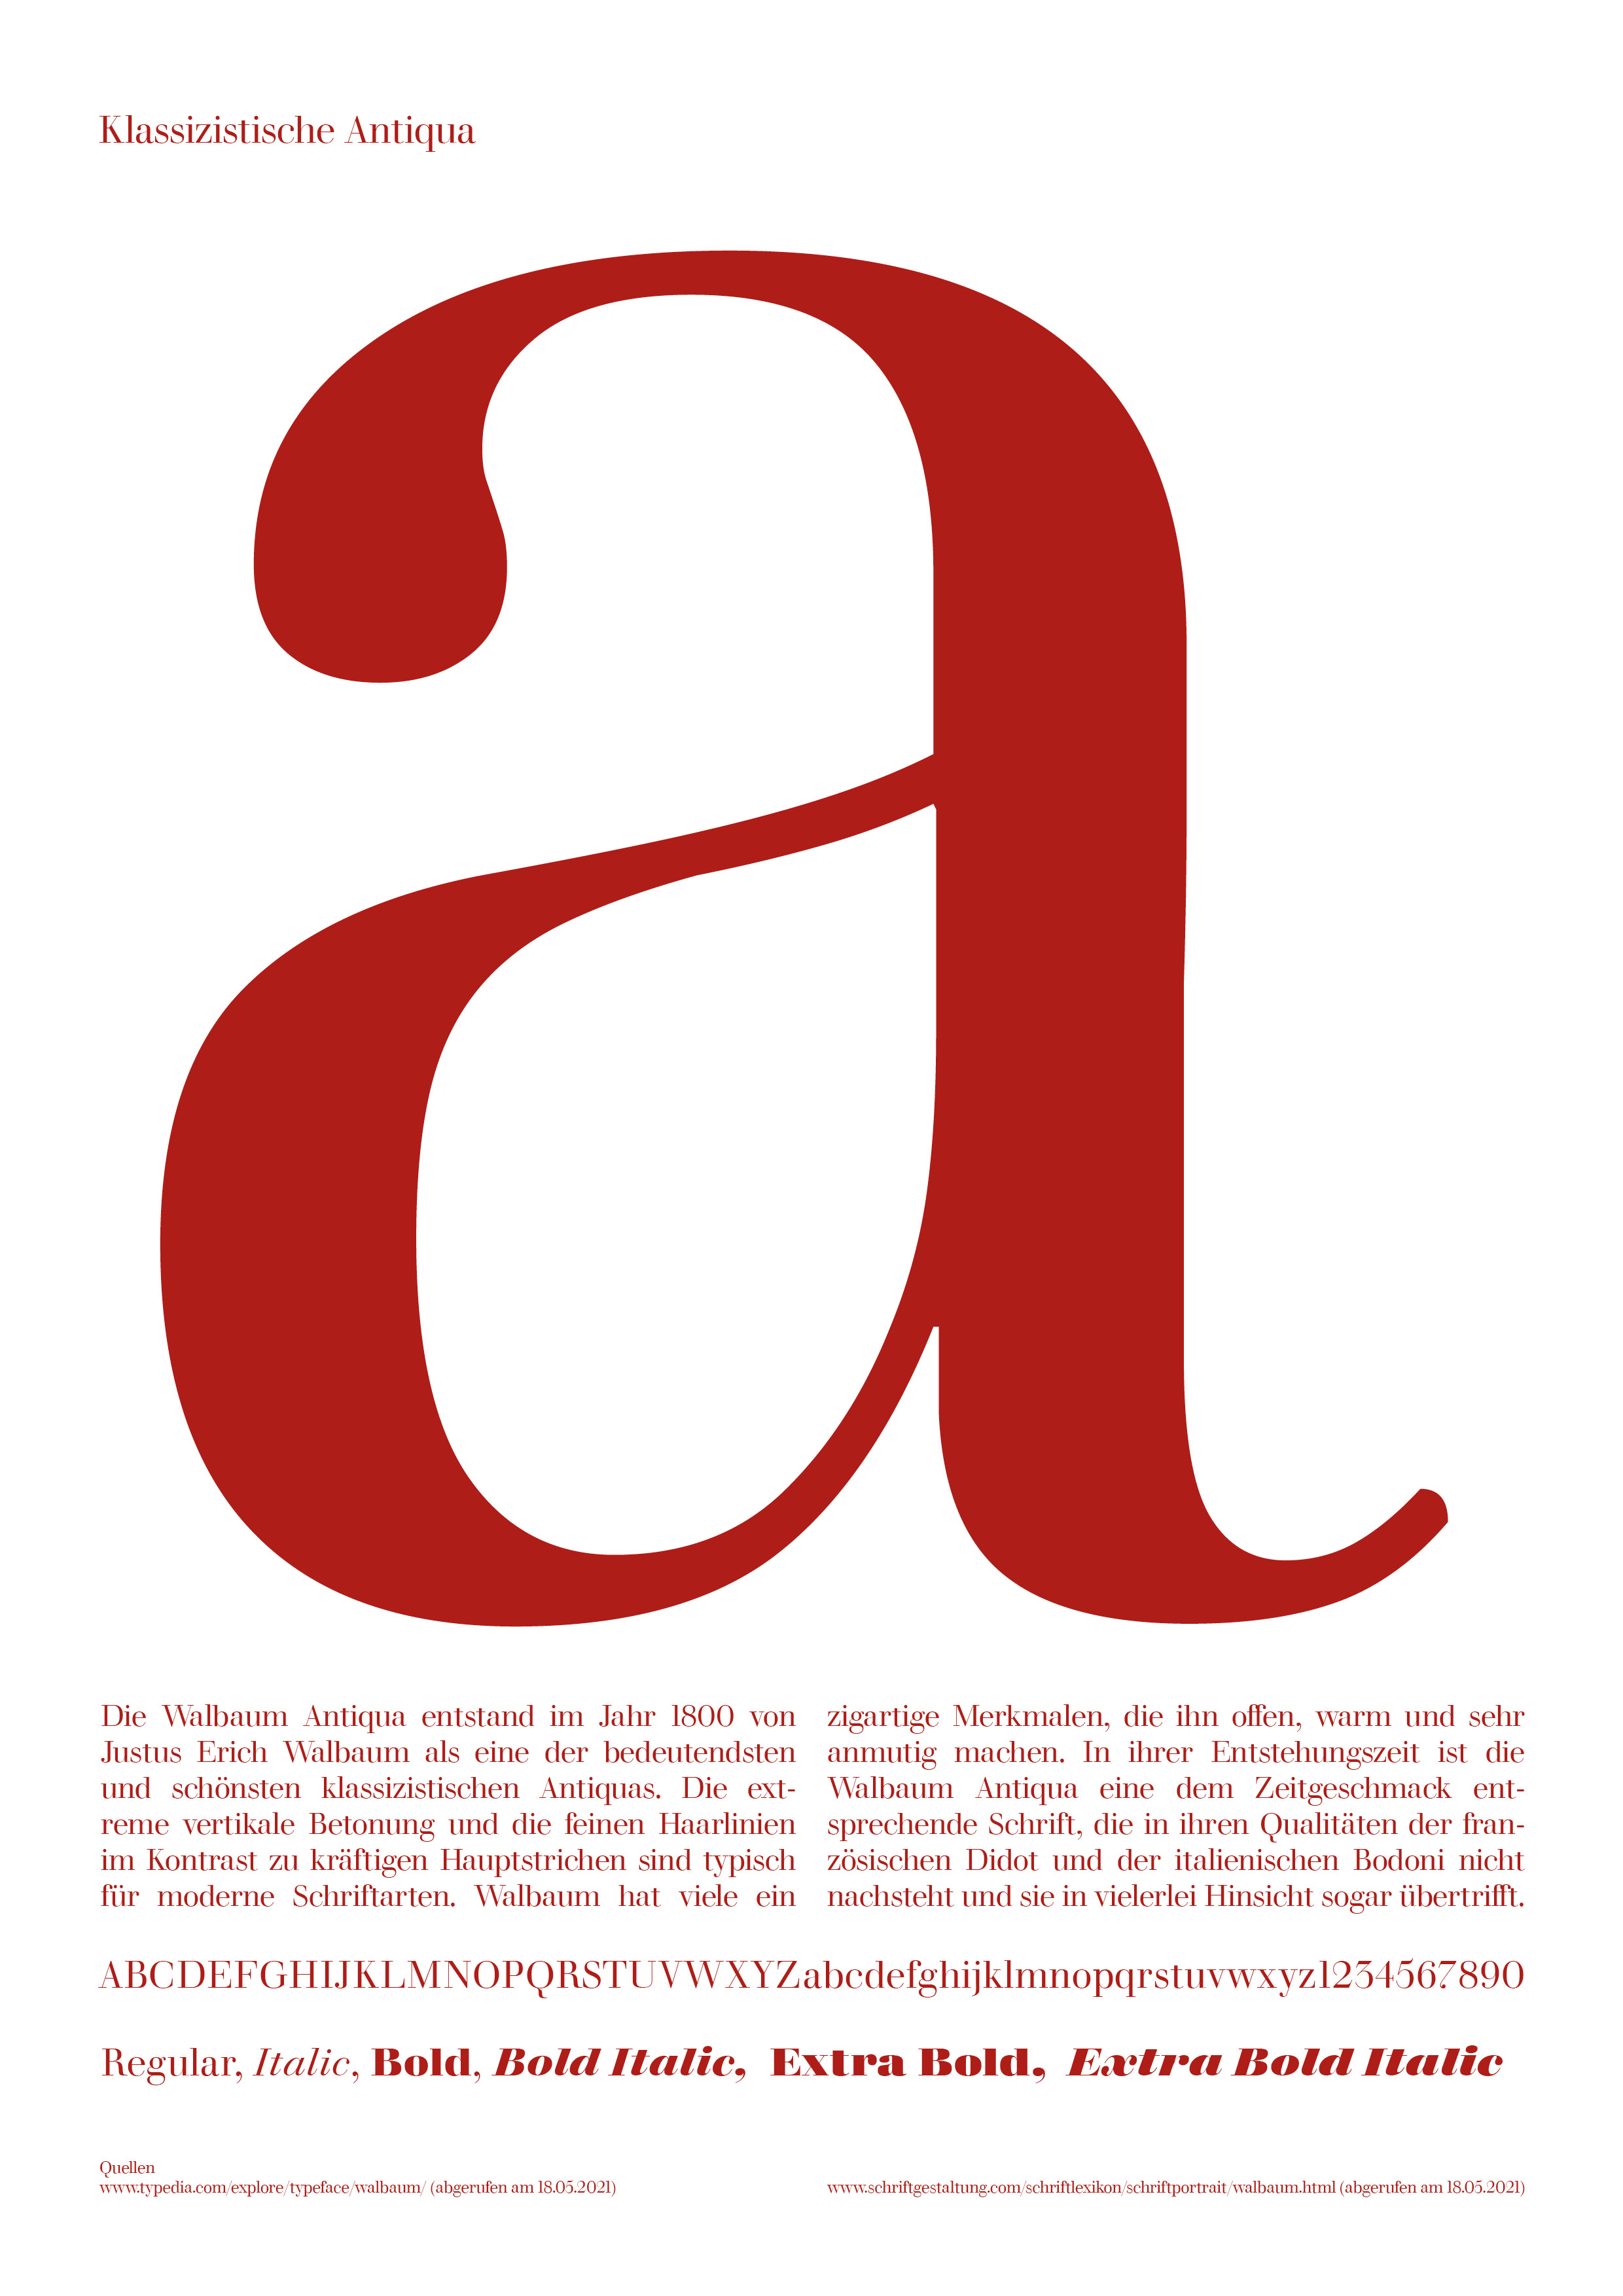 Klassizistische Antiqua
a
Die Walbaum Antiqua entstand im Jahr 1800 von
Justus Erich Walbaum als eine der bedeutendsten
und schönsten klassizistischen Antiquas. Die ext-
reme vertikale Betonung und die feinen Haarlinien
im Kontrast zu kräftigen Hauptstrichen sind typisch
für moderne Schriftarten. Walbaum hat viele ein
zigartige Merkmalen, die ihn offen, warm und sehr
anmutig machen. In ihrer Entstehungszeit ist die
Walbaum Antiqua eine dem Zeitgeschmack ent-
sprechende Schrift, die in ihren Qualitäten der fran-
zösischen Didot und der italienischen Bodoni nicht
nachsteht und sie in vielerlei Hinsicht sogar übertrifft.
ABCDEFGHIJKLMNOPQRSTUVWXYZabcdefghijklmnopqrstuvwxyz1234567890
Regular, Italic, Bold, Bold Italic, Extra Bold, Extra Bold Italic
Quellen
www.typedia.com/explore/typeface/walbaum/ (abgerufen am 18.05.2021)
www.schriftgestaltung.com/schriftlexikon/schriftportrait/walbaum.html (abgerufen am 18.05.2021)